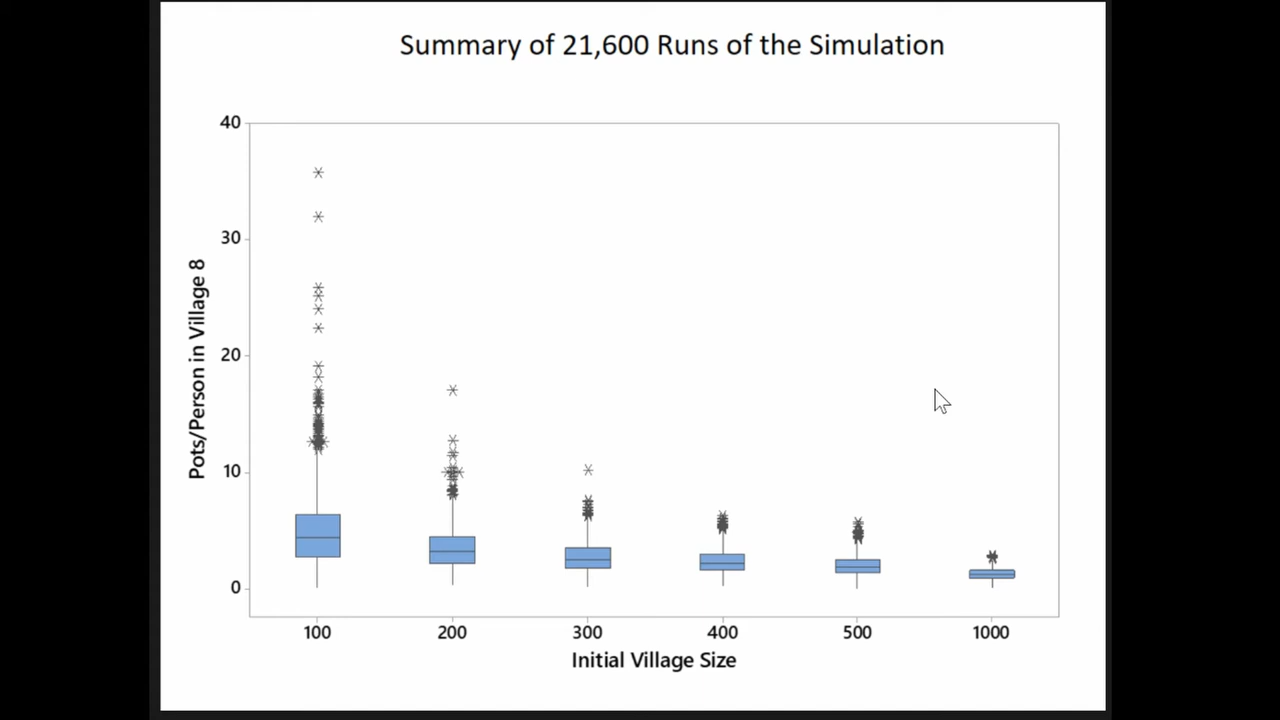 Summary of 21,600 Runs of the Simulation
40
30
20
10
0
Pots/Person in Village 8
100 200 300 400 500 1000
Initial Village Size